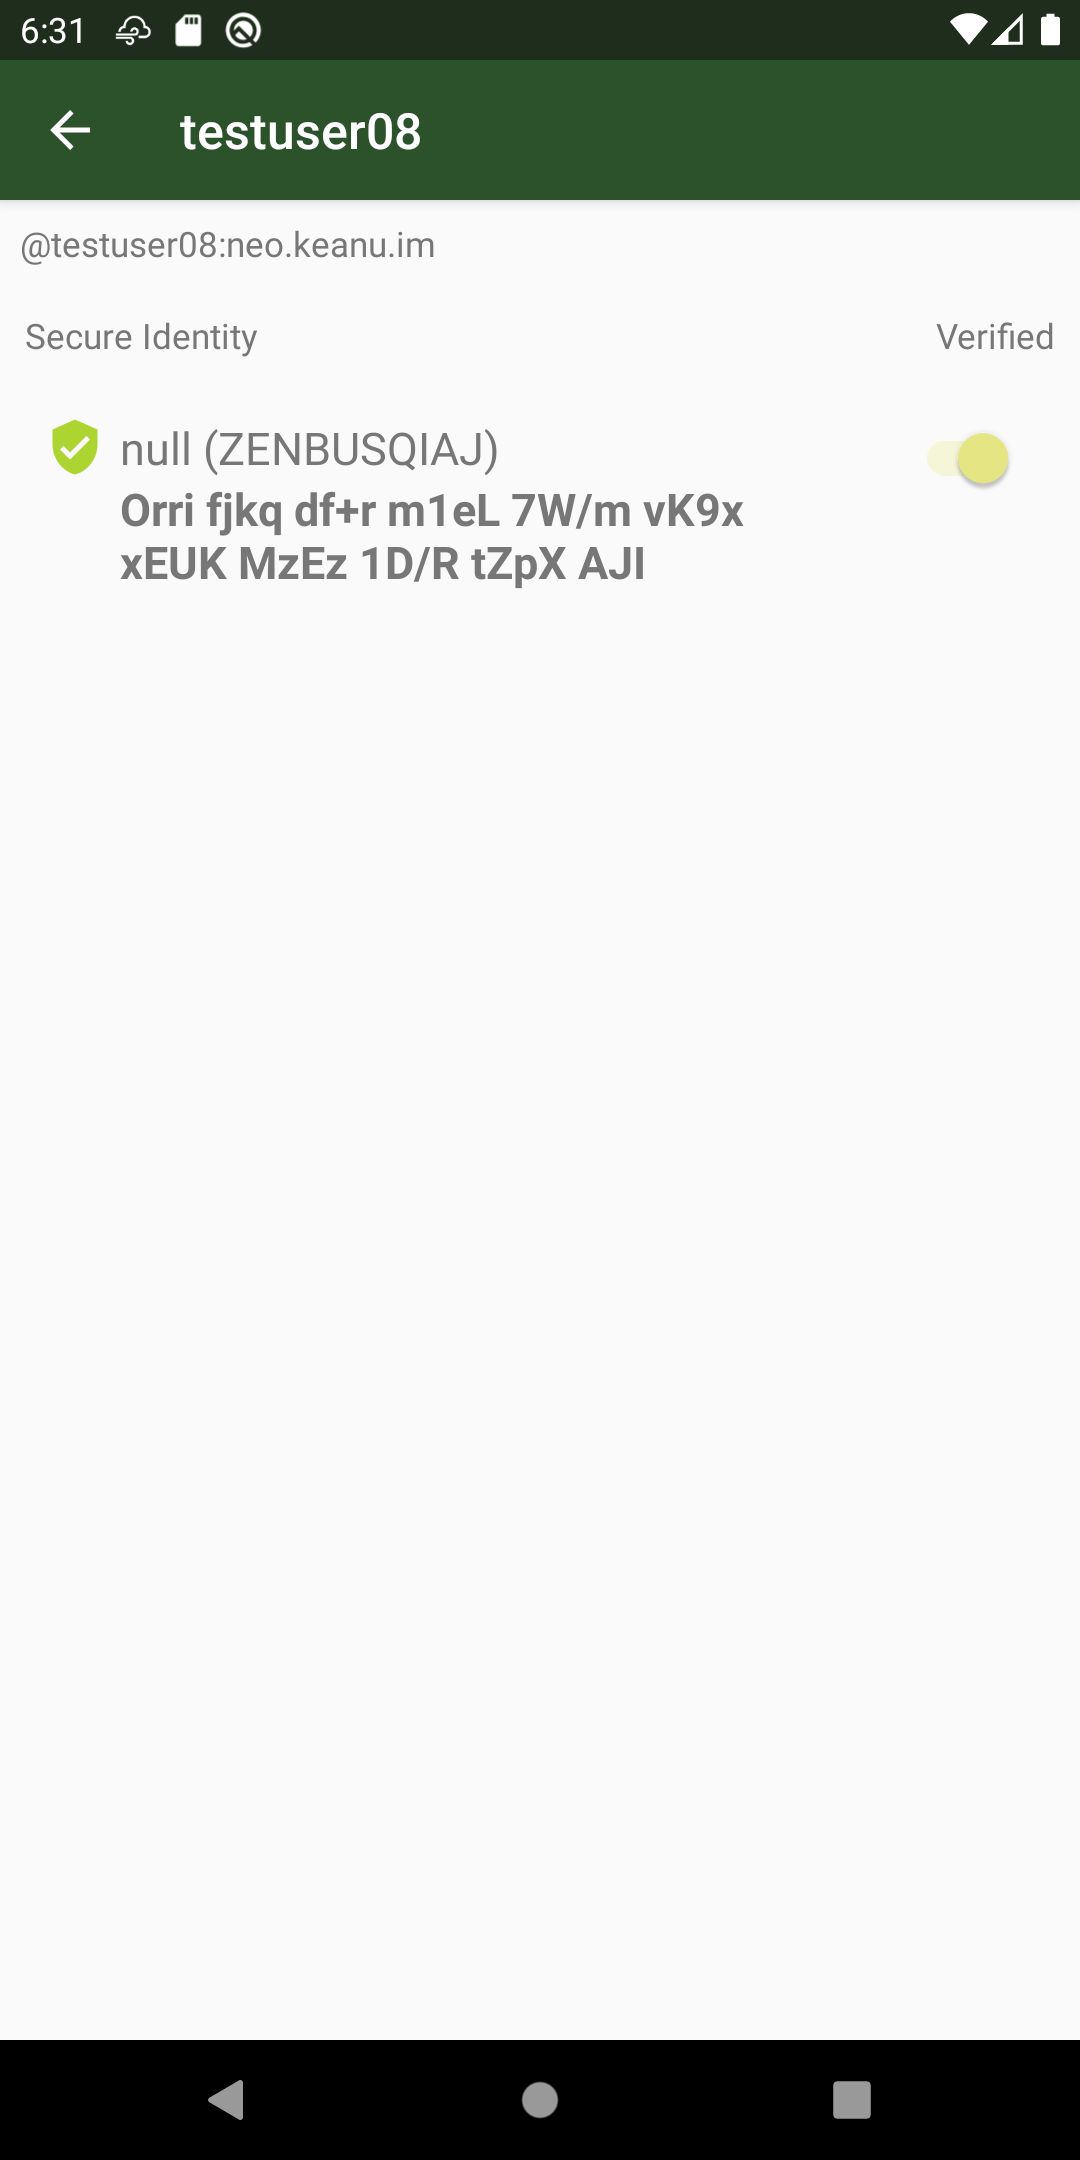 6:31
testuser08
@testuser08:neo.keanu.im
Secure Identity
Verified
null (ZENBUSQIAJ)
Orri fjkq df+r m1eL 7W/m vK9x
xEUK MzEz 1D/R tZpX AJI